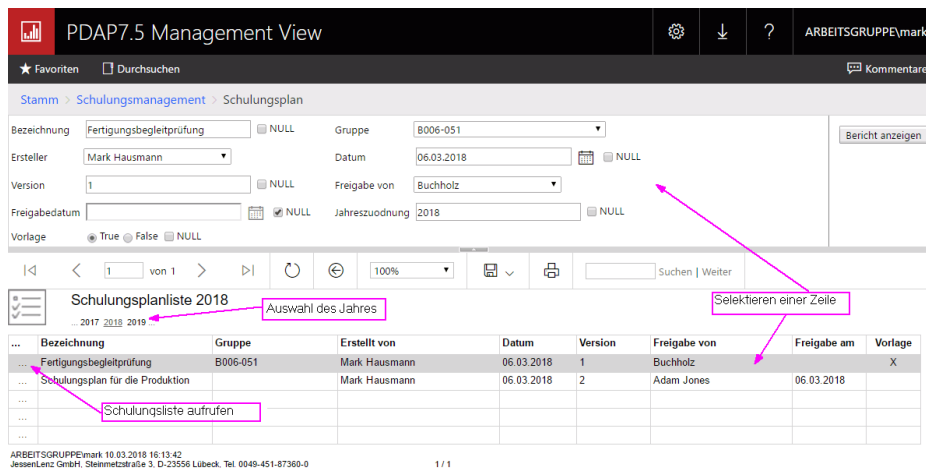 PDAP7.5 Management View
ARBEITSGRUPPE\mark
Favoriten Durchsuchen Kommentare
Stamm > Schulungsmanagement > Schulungsplan
Bezeichnung Fertigungsbegleitprüfung NULL Gruppe B006-051 Bericht anzeigen
Ersteller Mark Hausmann Datum 06.03.2018 NULL
Version 1 NULL Freigabe von Buchholz
Freigabedatum NULL Jahreszuodnung 2018 NULL
Vorlage True False NULL
1 von 1 100% Suchen | Weiter
Schulungsplanliste 2018
Selektieren einer Zeile
Auswahl des Jahres
... 2017 2018 2019 ...
... Bezeichnung Gruppe Erstellt von Datum Version Freigabe von Freigabe am Vorlage
... Fertigungsbegleitprüfung B006-051 Mark Hausmann 06.03.2018 1 Buchholz X
... Schulungsplan für die Produktion Mark Hausmann 06.03.2018 2 Adam Jones 06.03.2018
...
Schulungsliste aufrufen
...
...
ARBEITSGRUPPE\mark 10.03.2018 16:13:42
JessenLenz GmbH, Steinmetzstraße 3, D-23556 Lübeck, Tel. 0049-451-87360-0 1 / 1